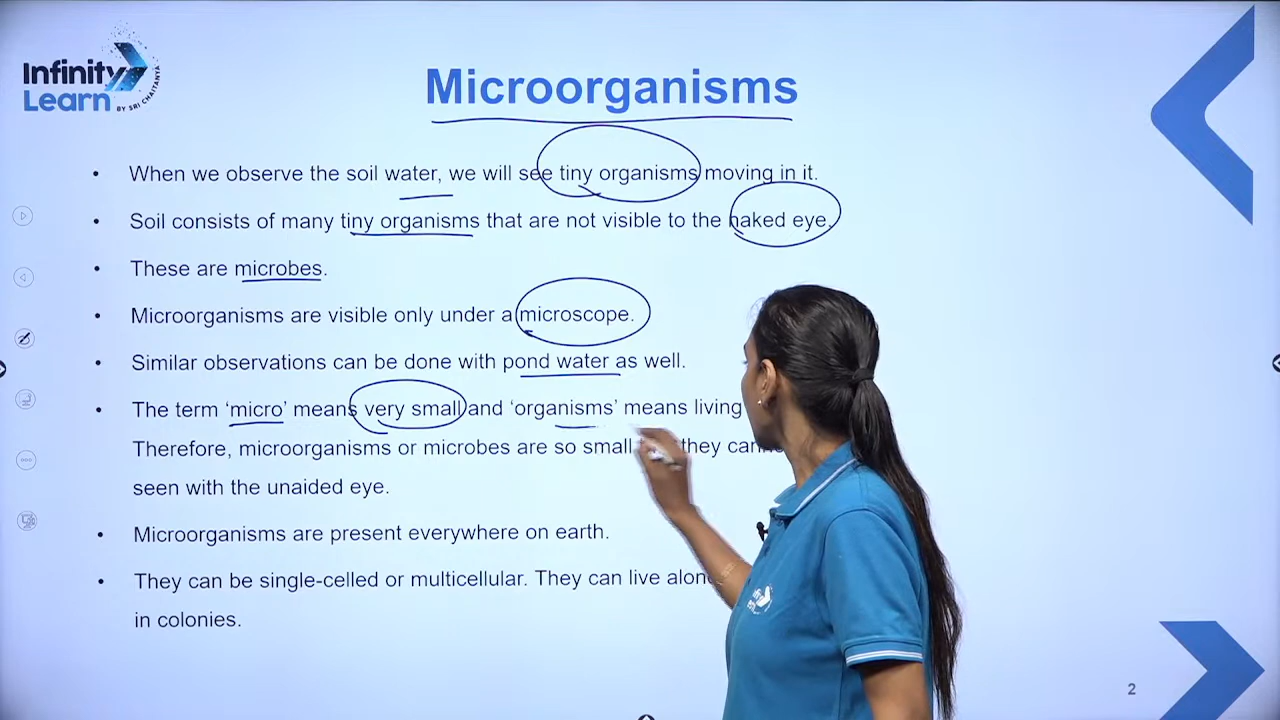 Infinity
Learn
BY SRI CHAITANYA
Microorganisms
• When we observe the soil water, we will see tiny organisms moving in it.
• Soil consists of many tiny organisms that are not visible to the naked eye.
• These are microbes.
• Microorganisms are visible only under a microscope.
• Similar observations can be done with pond water as well.
• The term ‘micro’ means very small and ‘organisms’ means living
Therefore, microorganisms or microbes are so small they
seen with the unaided eye.
• Microorganisms are present everywhere on earth.
• They can be single-celled or multicellular. They can live
in colonies.
Learn
2